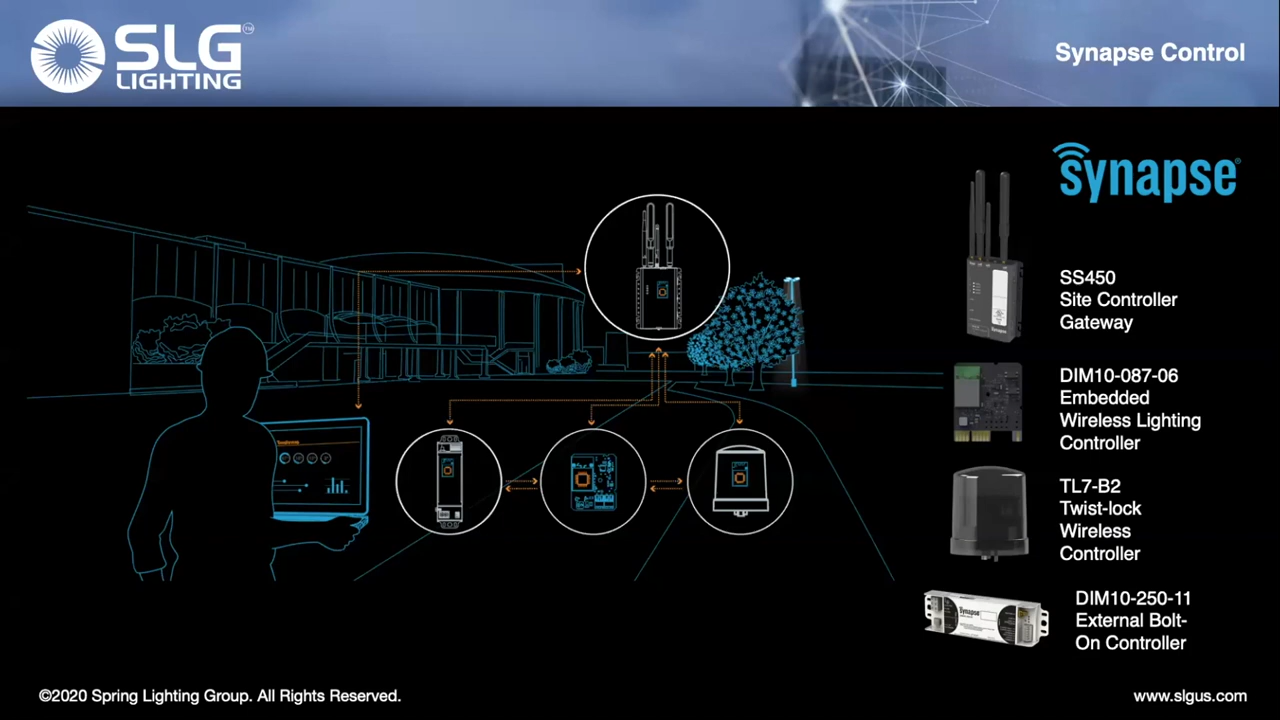 SLG™
LIGHTING
Synapse Control
synapse®
SS450
Site Controller
Gateway
DIM10-087-06
Embedded
Wireless Lighting
Controller
TL7-B2
Twist-lock
Wireless
Controller
Synapse
DIM10-250-11
External Bolt-
On Controller
©2020 Spring Lighting Group. All Rights Reserved.
www.slgus.com